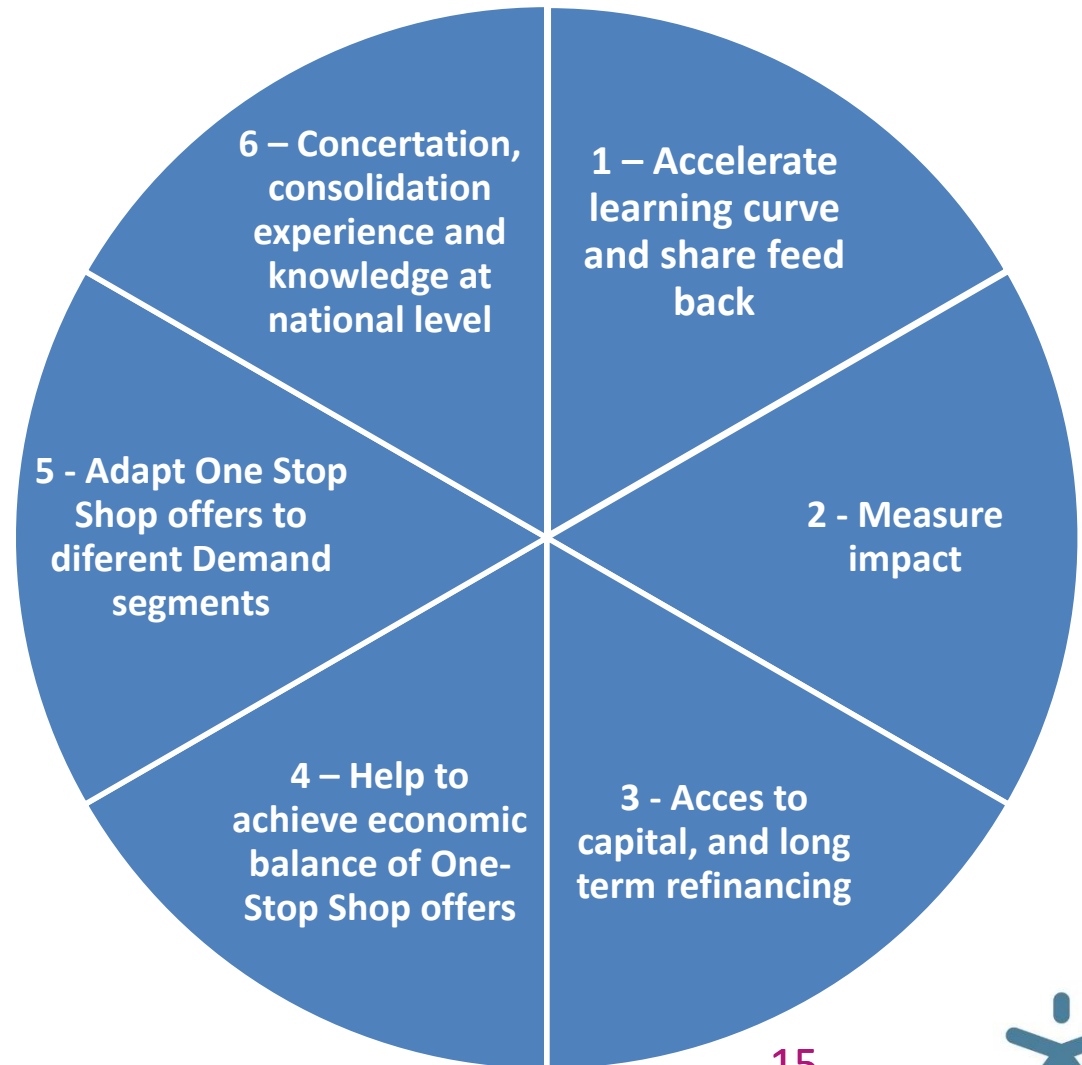 1 – Accelerate
learning curve
and share feed
back
2 - Measure
impact
3 - Acces to
capital, and long
term refinancing
4 – Help to
achieve economic
balance of One-
Stop Shop offers
5 - Adapt One Stop
Shop offers to
diferent Demand
segments
6 – Concertation,
consolidation
experience and
knowledge at
national level
15